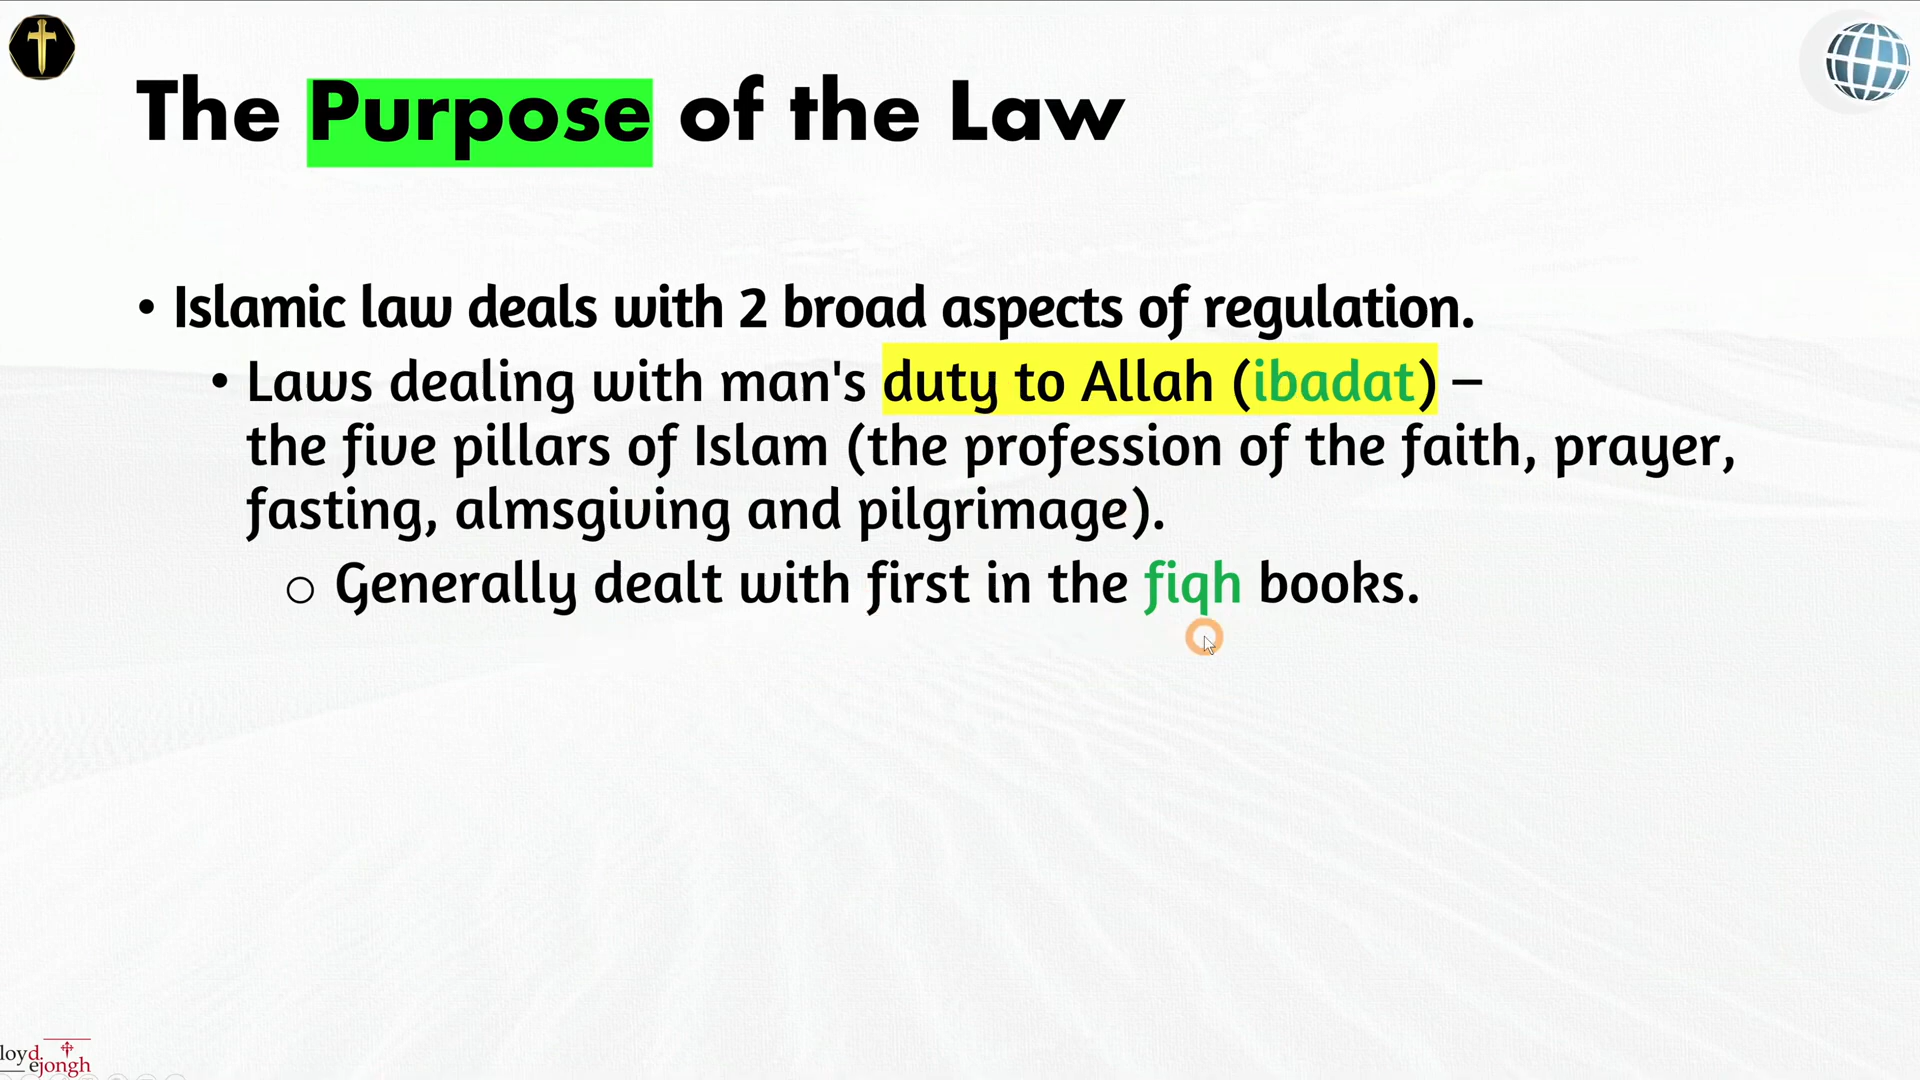 The Purpose of the Law
• Islamic law deals with 2 broad aspects of regulation.
• Laws dealing with man's duty to Allah (ibadat) –
the five pillars of Islam (the profession of the faith, prayer,
fasting, almsgiving and pilgrimage).
o Generally dealt with first in the fiqh books.
loyd.
ejongh